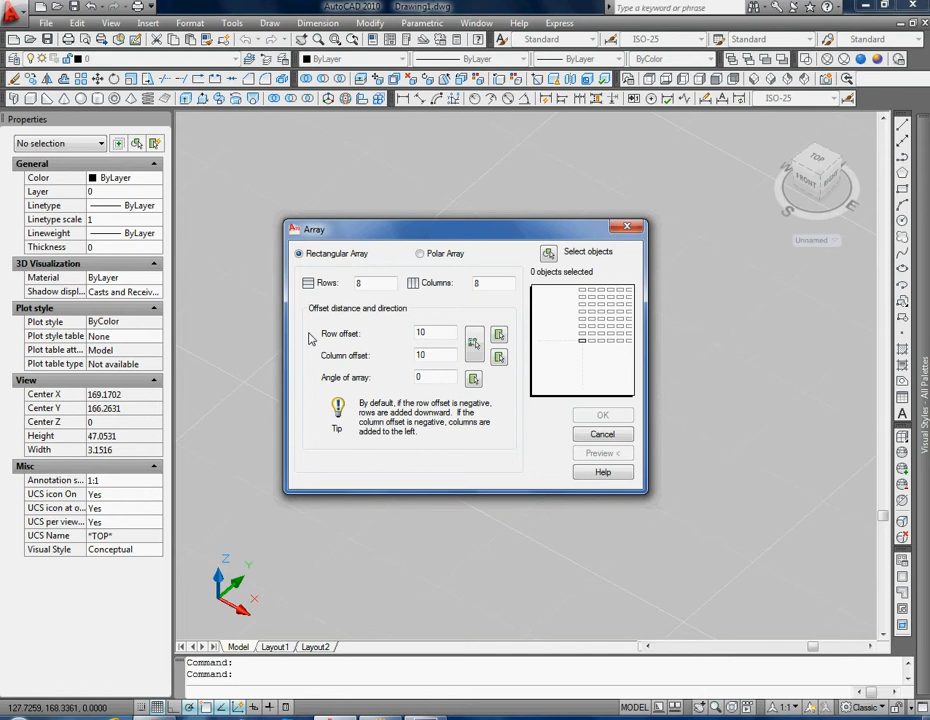 AutoCAD Drawing1.dwg
Type a keyword or phrase
File Edit View Insert Format Tools Draw Dimension Modify Parametric Window Help Express
Standard ISO-25 Standard Standard
0 ByLayer ByLayer ByLayer ByColor
ISO-25
Properties
No selection
General
Color ByLayer
Layer 0
Linetype ByLayer
Linetype scale 1
Lineweight ByLayer
Thickness 0
3D Visualization
Material ByLayer
Shadow displ... Casts and Receiv...
Plot style
Plot style ByColor
Plot style table None
Plot table att... Model
Plot table type Not available
View
Center X 169.1702
Center Y 166.2631
Center Z 0
Height 47.0531
Width 3.1516
Misc
Annotation s... 1:1
UCS icon On Yes
UCS icon at o... Yes
UCS per view... Yes
UCS Name *TOP*
Visual Style Conceptual
Array
Rectangular Array Polar Array Select objects
0 objects selected
Rows: 8 Columns: 8
Offset distance and direction
Row offset: 10
Column offset: 10
Angle of array: 0
By default, if the row offset is negative,
rows are added downward. If the
column offset is negative, columns are
added to the left.
Tip
OK
Cancel
Preview <
Help
TOP
FRONT
RIGHT
S
E
Unnamed
Visual Styles - All Palettes
Z
Y
X
Model Layout1 Layout2
Command:
Command:
127.7259, 168.3361, 0.0000
MODEL
1:1
Classic